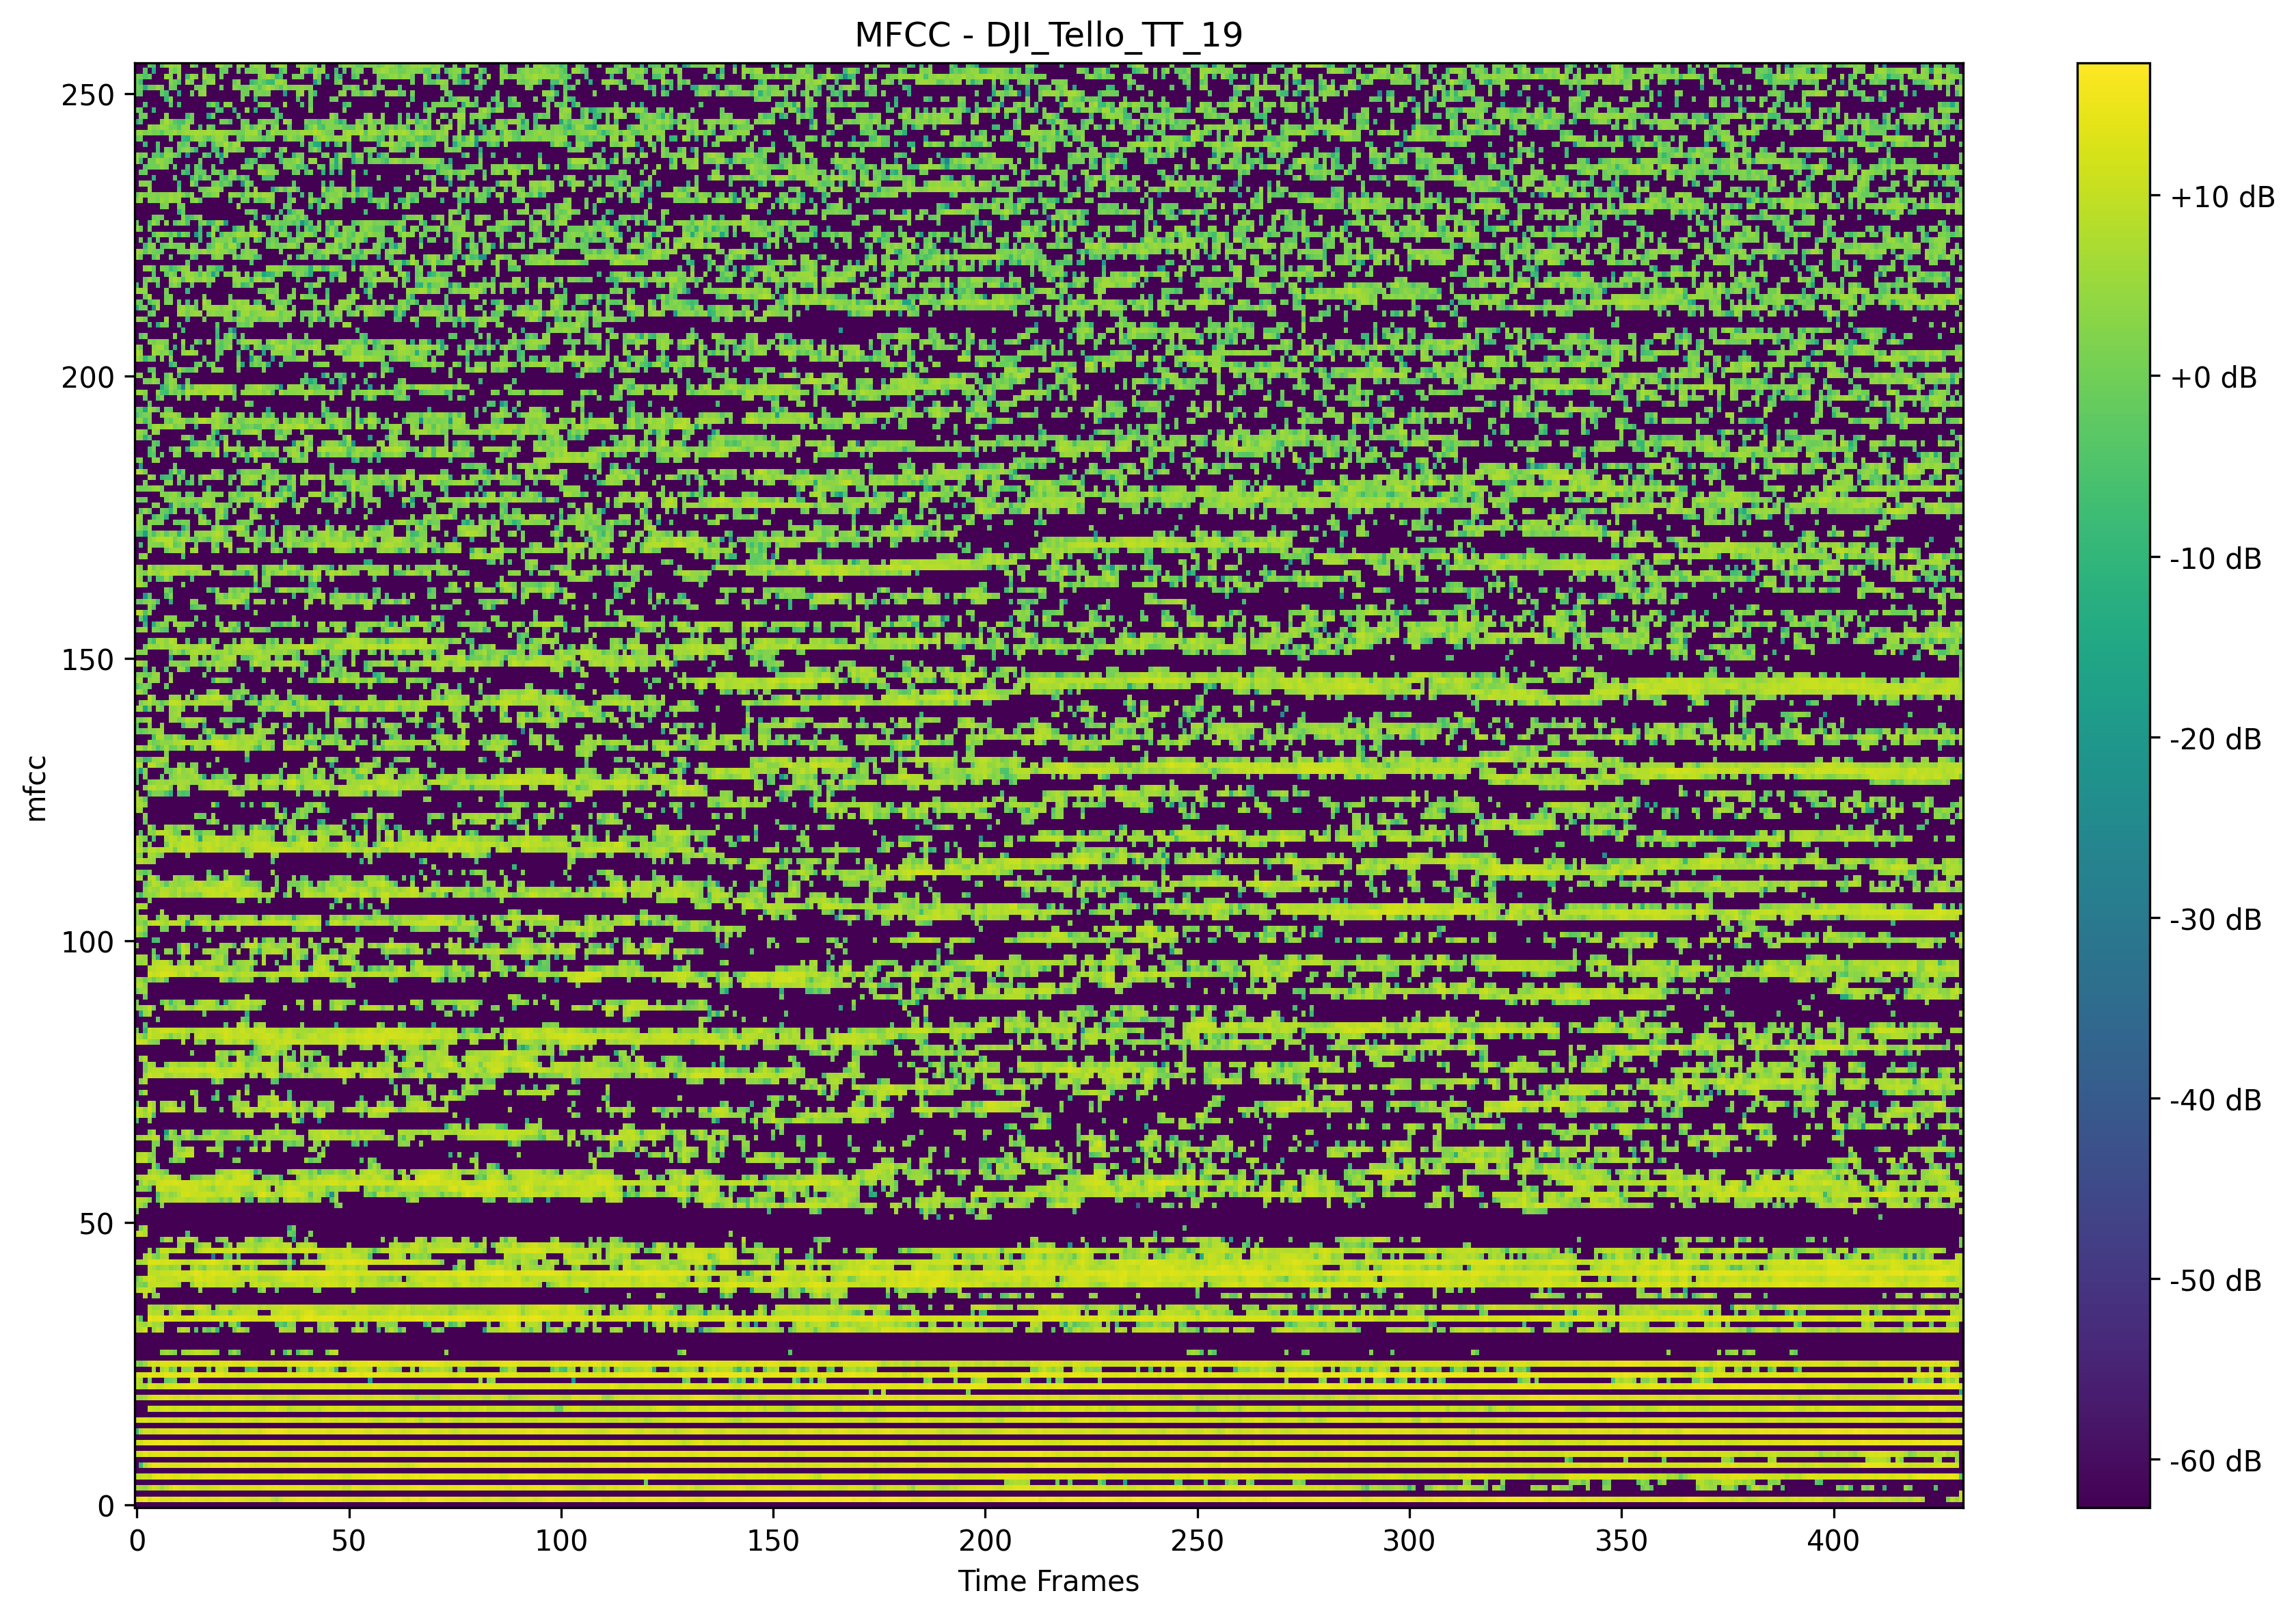 MFCC - DJI_Tello_TT_19
250
200
150
100
50
0
mfcc
0 50 100 150 200 250 300 350 400
Time Frames
+10 dB
+0 dB
-10 dB
-20 dB
-30 dB
-40 dB
-50 dB
-60 dB